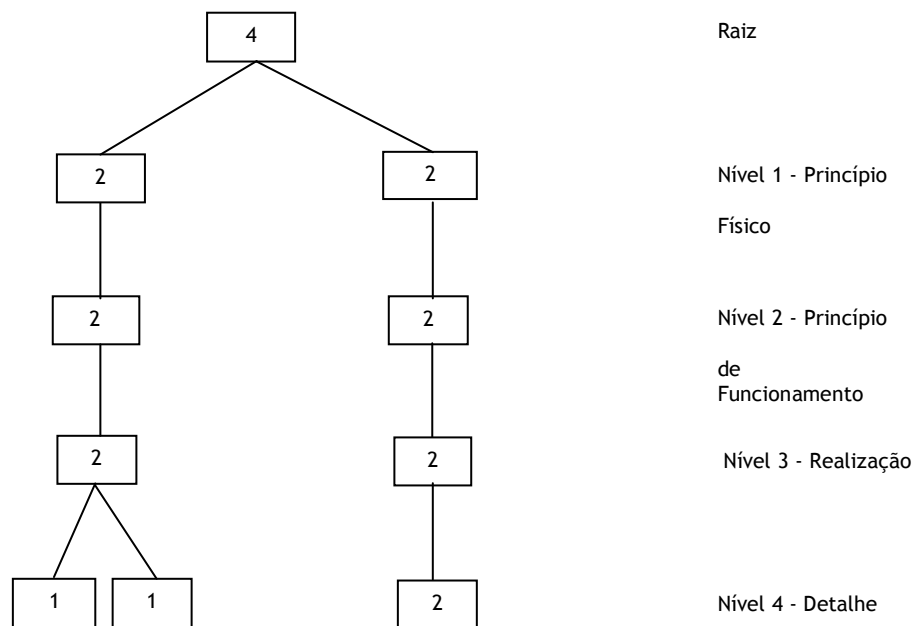 4 Raiz
2 2 Nível 1 - Princípio
Físico
2 2 Nível 2 - Princípio
de
Funcionamento
2 2 Nível 3 - Realização
1 1 2 Nível 4 - Detalhe